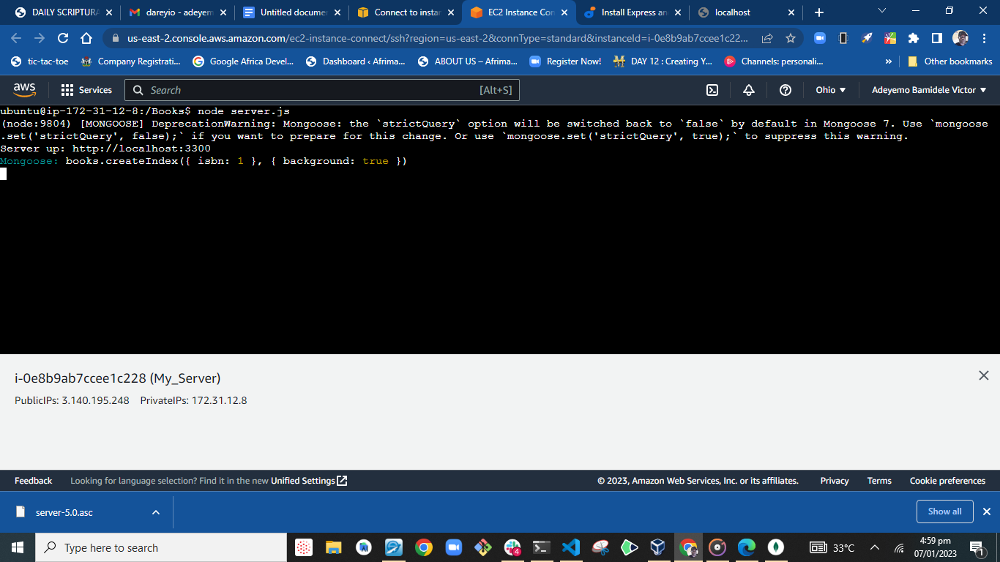 DAILY SCRIPTURA
dareyio - adeyem
Untitled docume
Connect to instar
EC2 Instance Con
Install Express an
localhost
us-east-2.console.aws.amazon.com/ec2-instance-connect/ssh?region=us-east-2&connType=standard&instanceId=i-0e8b9ab7ccee1c22...
tic-tac-toe
Company Registrati...
Google Africa Devel...
Dashboard ‹ Afrima...
ABOUT US – Afrima...
Register Now!
DAY 12 : Creating Y...
Channels: personali...
»
Other bookmarks
aws
Services
Search
[Alt+S]
Ohio
Adeyemo Bamidele Victor
ubuntu@ip-172-31-12-8:/Books$ node server.js
(node:9804) [MONGOOSE] DeprecationWarning: Mongoose: the `strictQuery` option will be switched back to `false` by default in Mongoose 7. Use `mongoose
.set('strictQuery', false);` if you want to prepare for this change. Or use `mongoose.set('strictQuery', true);` to suppress this warning.
Server up: http://localhost:3300
Mongoose: books.createIndex({ isbn: 1 }, { background: true })
i-0e8b9ab7ccee1c228 (My_Server)
PublicIPs: 3.140.195.248 PrivateIPs: 172.31.12.8
Feedback
Looking for language selection? Find it in the new Unified Settings
© 2023, Amazon Web Services, Inc. or its affiliates.
Privacy
Terms
Cookie preferences
server-5.0.asc
Show all
Type here to search
4
33°C
4:59 pm
07/01/2023
1